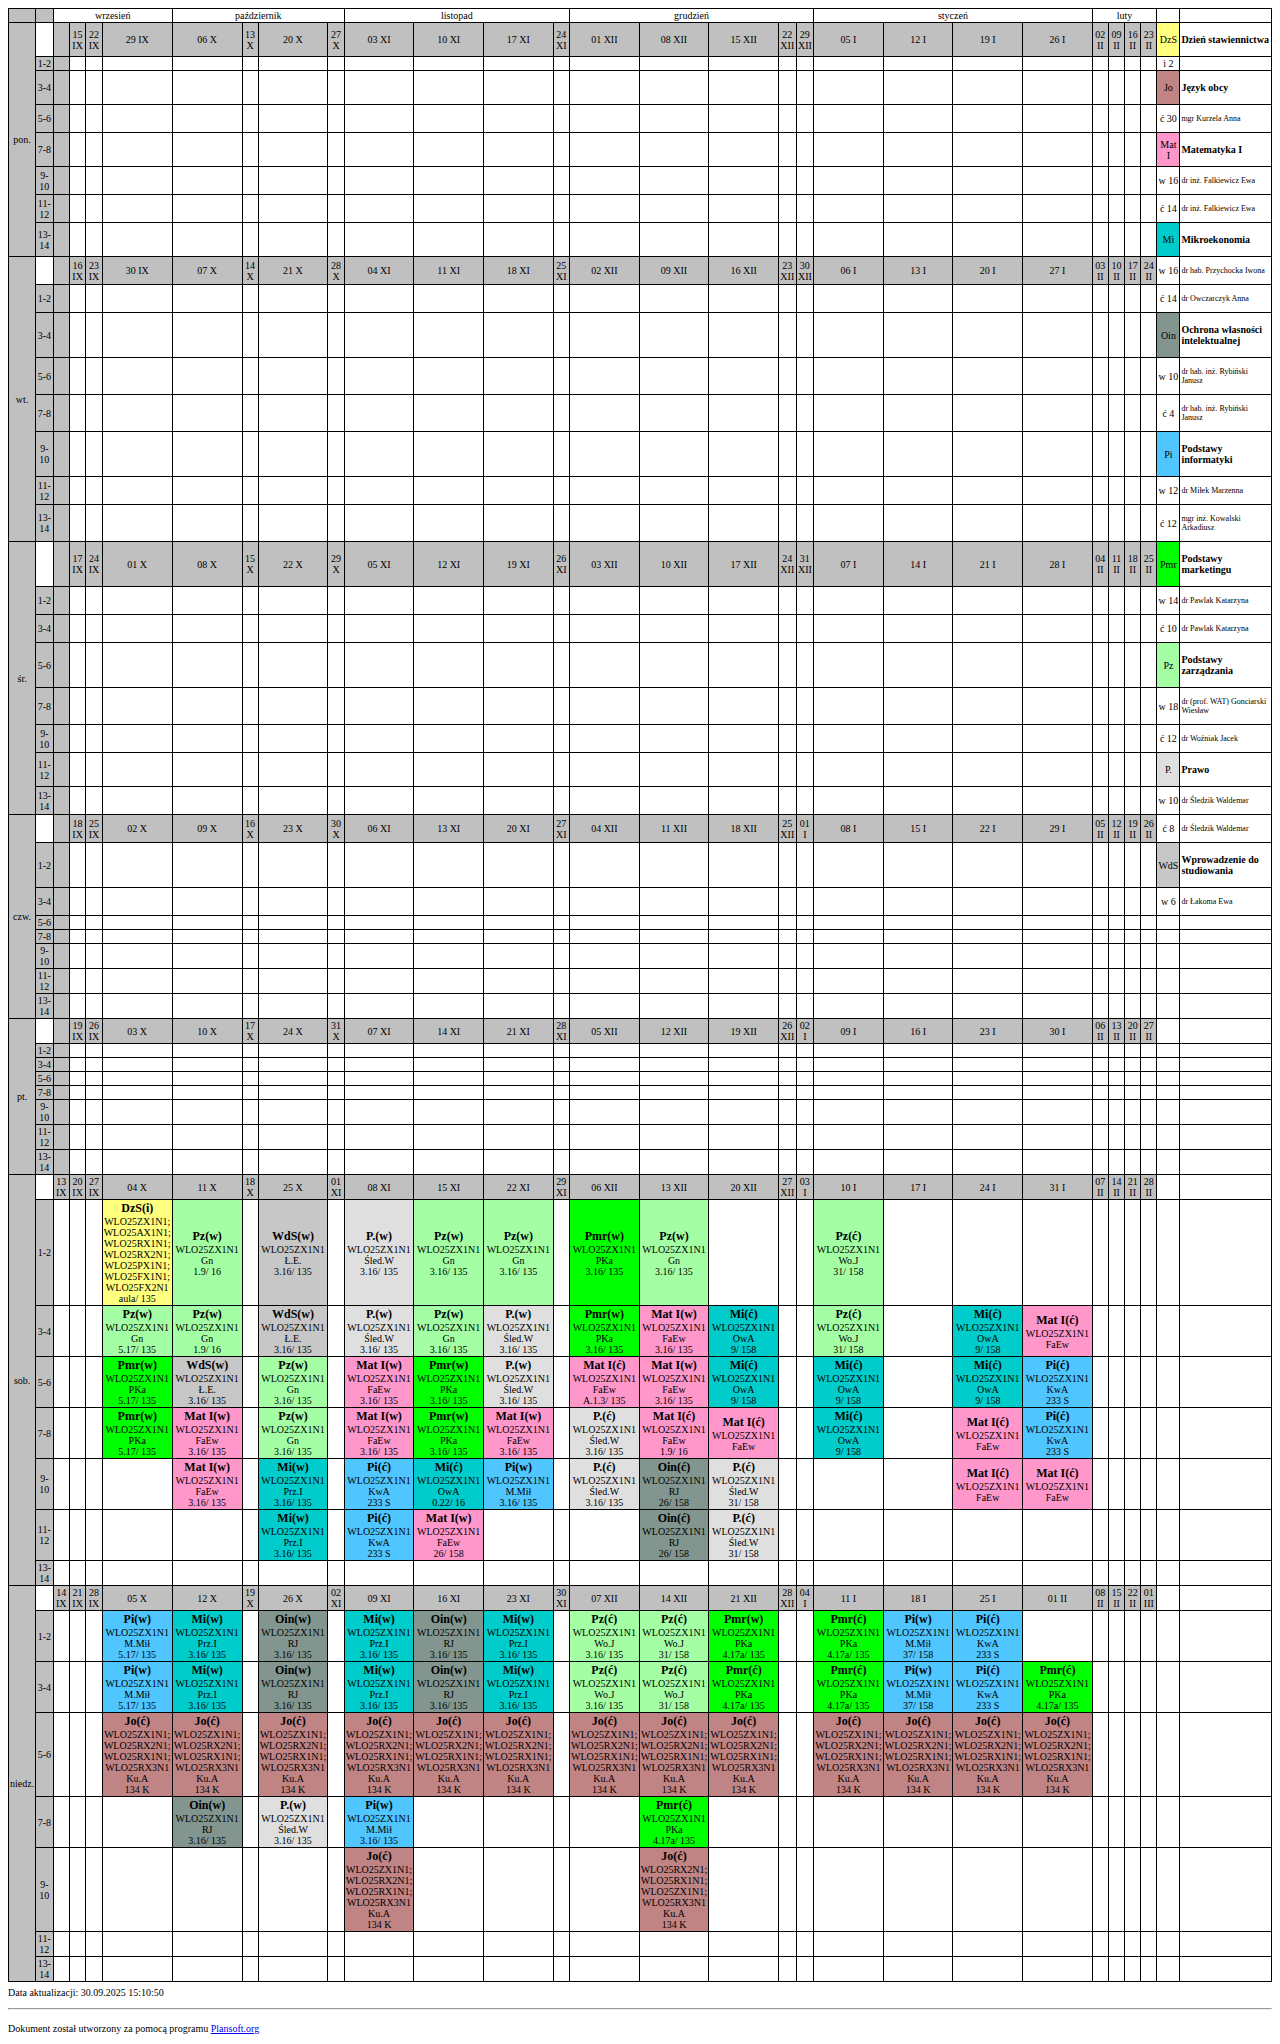 wrzesień październik listopad grudzień styczeń luty
pon. 15 IX 22 IX 29 IX 06 X 13 X 20 X 27 X 03 XI 10 XI 17 XI 24 XI 01 XII 08 XII 15 XII 22 XII 29 XII 05 I 12 I 19 I 26 I 02 II 09 II 16 II 23 II DzS Dzień stawiennictwa
1-2 i 2
3-4 Jo Język obcy
5-6 ć 30 mgr Kurzela Anna
7-8 Mat I Matematyka I
9-10 w 16 dr inż. Falkiewicz Ewa
11-12 ć 14 dr inż. Falkiewicz Ewa
13-14 Mi Mikroekonomia
wt. 16 IX 23 IX 30 IX 07 X 14 X 21 X 28 X 04 XI 11 XI 18 XI 25 XI 02 XII 09 XII 16 XII 23 XII 30 XII 06 I 13 I 20 I 27 I 03 II 10 II 17 II 24 II w 16 dr hab. Przychocka Iwona
1-2 ć 14 dr Owczarczyk Anna
3-4 Oin Ochrona własności intelektualnej
5-6 w 10 dr hab. inż. Rybiński Janusz
7-8 ć 4 dr hab. inż. Rybiński Janusz
9-10 Pi Podstawy informatyki
11-12 w 12 dr Miłek Marzenna
13-14 ć 12 mgr inż. Kowalski Arkadiusz
śr. 17 IX 24 IX 01 X 08 X 15 X 22 X 29 X 05 XI 12 XI 19 XI 26 XI 03 XII 10 XII 17 XII 24 XII 31 XII 07 I 14 I 21 I 28 I 04 II 11 II 18 II 25 II Pmr Podstawy marketingu
1-2 w 14 dr Pawlak Katarzyna
3-4 ć 10 dr Pawlak Katarzyna
5-6 Pz Podstawy zarządzania
7-8 w 18 dr (prof. WAT) Gonciarski Wiesław
9-10 ć 12 dr Woźniak Jacek
11-12 P. Prawo
13-14 w 10 dr Śledzik Waldemar
czw. 18 IX 25 IX 02 X 09 X 16 X 23 X 30 X 06 XI 13 XI 20 XI 27 XI 04 XII 11 XII 18 XII 25 XII 01 I 08 I 15 I 22 I 29 I 05 II 12 II 19 II 26 II ć 8 dr Śledzik Waldemar
1-2 WdS Wprowadzenie do studiowania
3-4 w 6 dr Łakoma Ewa
5-6
7-8
9-10
11-12
13-14
pt. 19 IX 26 IX 03 X 10 X 17 X 24 X 31 X 07 XI 14 XI 21 XI 28 XI 05 XII 12 XII 19 XII 26 XII 02 I 09 I 16 I 23 I 30 I 06 II 13 II 20 II 27 II
1-2
3-4
5-6
7-8
9-10
11-12
13-14
sob. 13 IX 20 IX 27 IX 04 X 11 X 18 X 25 X 01 XI 08 XI 15 XI 22 XI 29 XI 06 XII 13 XII 20 XII 27 XII 03 I 10 I 17 I 24 I 31 I 07 II 14 II 21 II 28 II
1-2 DzS(i) WLO25ZX1N1; WLO25AX1N1; WLO25RX1N1; WLO25RX2N1; WLO25PX1N1; WLO25FX1N1; WLO25FX2N1 aula/ 135
Pz(w) WLO25ZX1N1 Gn 1.9/ 16
WdS(w) WLO25ZX1N1 Ł.E. 3.16/ 135
P.(w) WLO25ZX1N1 Śled.W 3.16/ 135
Pz(w) WLO25ZX1N1 Gn 3.16/ 135
Pz(w) WLO25ZX1N1 Gn 3.16/ 135
Pmr(w) WLO25ZX1N1 PKa 3.16/ 135
Pz(w) WLO25ZX1N1 Gn 3.16/ 135
Pz(ć) WLO25ZX1N1 Wo.J 31/ 158
3-4 Pz(w) WLO25ZX1N1 Gn 5.17/ 135
Pz(w) WLO25ZX1N1 Gn 1.9/ 16
WdS(w) WLO25ZX1N1 Ł.E. 3.16/ 135
P.(w) WLO25ZX1N1 Śled.W 3.16/ 135
Pz(w) WLO25ZX1N1 Gn 3.16/ 135
P.(w) WLO25ZX1N1 Śled.W 3.16/ 135
Pmr(w) WLO25ZX1N1 PKa 3.16/ 135
Mat I(w) WLO25ZX1N1 FaEw 3.16/ 135
Mi(ć) WLO25ZX1N1 OwA 9/ 158
Pz(ć) WLO25ZX1N1 Wo.J 31/ 158
Mi(ć) WLO25ZX1N1 OwA 9/ 158
Mat I(ć) WLO25ZX1N1 FaEw
5-6 Pmr(w) WLO25ZX1N1 PKa 5.17/ 135
WdS(w) WLO25ZX1N1 Ł.E. 3.16/ 135
Pz(w) WLO25ZX1N1 Gn 3.16/ 135
Mat I(w) WLO25ZX1N1 FaEw 3.16/ 135
Pmr(w) WLO25ZX1N1 PKa 3.16/ 135
P.(w) WLO25ZX1N1 Śled.W 3.16/ 135
Mat I(ć) WLO25ZX1N1 FaEw A.1.3/ 135
Mat I(w) WLO25ZX1N1 FaEw 3.16/ 135
Mi(ć) WLO25ZX1N1 OwA 9/ 158
Mi(ć) WLO25ZX1N1 OwA 9/ 158
Mi(ć) WLO25ZX1N1 OwA 9/ 158
Pi(ć) WLO25ZX1N1 KwA 233 S
7-8 Pmr(w) WLO25ZX1N1 PKa 5.17/ 135
Mat I(w) WLO25ZX1N1 FaEw 3.16/ 135
Pz(w) WLO25ZX1N1 Gn 3.16/ 135
Mat I(w) WLO25ZX1N1 FaEw 3.16/ 135
Pmr(w) WLO25ZX1N1 PKa 3.16/ 135
Mat I(w) WLO25ZX1N1 FaEw 3.16/ 135
P.(ć) WLO25ZX1N1 Śled.W 3.16/ 135
Mat I(ć) WLO25ZX1N1 FaEw 1.9/ 16
Mat I(ć) WLO25ZX1N1 FaEw
Mi(ć) WLO25ZX1N1 OwA 9/ 158
Mat I(ć) WLO25ZX1N1 FaEw
Pi(ć) WLO25ZX1N1 KwA 233 S
9-10 Mat I(w) WLO25ZX1N1 FaEw 3.16/ 135
Mi(w) WLO25ZX1N1 Prz.I 3.16/ 135
Pi(ć) WLO25ZX1N1 KwA 233 S
Mi(ć) WLO25ZX1N1 OwA 0.22/ 16
Pi(w) WLO25ZX1N1 M.Mił 3.16/ 135
P.(ć) WLO25ZX1N1 Śled.W 3.16/ 135
Oin(ć) WLO25ZX1N1 RJ 26/ 158
P.(ć) WLO25ZX1N1 Śled.W 31/ 158
Mat I(ć) WLO25ZX1N1 FaEw
Mat I(ć) WLO25ZX1N1 FaEw
11-12 Mi(w) WLO25ZX1N1 Prz.I 3.16/ 135
Pi(ć) WLO25ZX1N1 KwA 233 S
Mat I(w) WLO25ZX1N1 FaEw 26/ 158
Oin(ć) WLO25ZX1N1 RJ 26/ 158
P.(ć) WLO25ZX1N1 Śled.W 31/ 158
13-14
niedz. 14 IX 21 IX 28 IX 05 X 12 X 19 X 26 X 02 XI 09 XI 16 XI 23 XI 30 XI 07 XII 14 XII 21 XII 28 XII 04 I 11 I 18 I 25 I 01 II 08 II 15 II 22 II 01 III
1-2 Pi(w) WLO25ZX1N1 M.Mił 5.17/ 135
Mi(w) WLO25ZX1N1 Prz.I 3.16/ 135
Oin(w) WLO25ZX1N1 RJ 3.16/ 135
Mi(w) WLO25ZX1N1 Prz.I 3.16/ 135
Oin(w) WLO25ZX1N1 RJ 3.16/ 135
Mi(w) WLO25ZX1N1 Prz.I 3.16/ 135
Pz(ć) WLO25ZX1N1 Wo.J 3.16/ 135
Pz(ć) WLO25ZX1N1 Wo.J 31/ 158
Pmr(w) WLO25ZX1N1 PKa 4.17a/ 135
Pmr(ć) WLO25ZX1N1 PKa 4.17a/ 135
Pi(w) WLO25ZX1N1 M.Mił 37/ 158
Pi(ć) WLO25ZX1N1 KwA 233 S
3-4 Pi(w) WLO25ZX1N1 M.Mił 5.17/ 135
Mi(w) WLO25ZX1N1 Prz.I 3.16/ 135
Oin(w) WLO25ZX1N1 RJ 3.16/ 135
Mi(w) WLO25ZX1N1 Prz.I 3.16/ 135
Oin(w) WLO25ZX1N1 RJ 3.16/ 135
Mi(w) WLO25ZX1N1 Prz.I 3.16/ 135
Pz(ć) WLO25ZX1N1 Wo.J 3.16/ 135
Pz(ć) WLO25ZX1N1 Wo.J 31/ 158
Pmr(ć) WLO25ZX1N1 PKa 4.17a/ 135
Pmr(ć) WLO25ZX1N1 PKa 4.17a/ 135
Pi(w) WLO25ZX1N1 M.Mił 37/ 158
Pi(ć) WLO25ZX1N1 KwA 233 S
Pmr(ć) WLO25ZX1N1 PKa 4.17a/ 135
5-6 Jo(ć) WLO25ZX1N1; WLO25RX2N1; WLO25RX1N1; WLO25RX3N1 Ku.A 134 K
Jo(ć) WLO25ZX1N1; WLO25RX2N1; WLO25RX1N1; WLO25RX3N1 Ku.A 134 K
Jo(ć) WLO25ZX1N1; WLO25RX2N1; WLO25RX1N1; WLO25RX3N1 Ku.A 134 K
Jo(ć) WLO25ZX1N1; WLO25RX2N1; WLO25RX1N1; WLO25RX3N1 Ku.A 134 K
Jo(ć) WLO25ZX1N1; WLO25RX2N1; WLO25RX1N1; WLO25RX3N1 Ku.A 134 K
Jo(ć) WLO25ZX1N1; WLO25RX2N1; WLO25RX1N1; WLO25RX3N1 Ku.A 134 K
Jo(ć) WLO25ZX1N1; WLO25RX2N1; WLO25RX1N1; WLO25RX3N1 Ku.A 134 K
Jo(ć) WLO25ZX1N1; WLO25RX2N1; WLO25RX1N1; WLO25RX3N1 Ku.A 134 K
Jo(ć) WLO25ZX1N1; WLO25RX2N1; WLO25RX1N1; WLO25RX3N1 Ku.A 134 K
Jo(ć) WLO25ZX1N1; WLO25RX2N1; WLO25RX1N1; WLO25RX3N1 Ku.A 134 K
Jo(ć) WLO25ZX1N1; WLO25RX2N1; WLO25RX1N1; WLO25RX3N1 Ku.A 134 K
Jo(ć) WLO25ZX1N1; WLO25RX2N1; WLO25RX1N1; WLO25RX3N1 Ku.A 134 K
Jo(ć) WLO25ZX1N1; WLO25RX2N1; WLO25RX1N1; WLO25RX3N1 Ku.A 134 K
7-8 Oin(w) WLO25ZX1N1 RJ 3.16/ 135
P.(w) WLO25ZX1N1 Śled.W 3.16/ 135
Pi(w) WLO25ZX1N1 M.Mił 3.16/ 135
Pmr(ć) WLO25ZX1N1 PKa 4.17a/ 135
9-10 Jo(ć) WLO25ZX1N1; WLO25RX2N1; WLO25RX1N1; WLO25RX3N1 Ku.A 134 K
Jo(ć) WLO25RX2N1; WLO25RX1N1; WLO25ZX1N1; WLO25RX3N1 Ku.A 134 K
11-12
13-14
Data aktualizacji: 30.09.2025 15:10:50
Dokument został utworzony za pomocą programu Plansoft.org